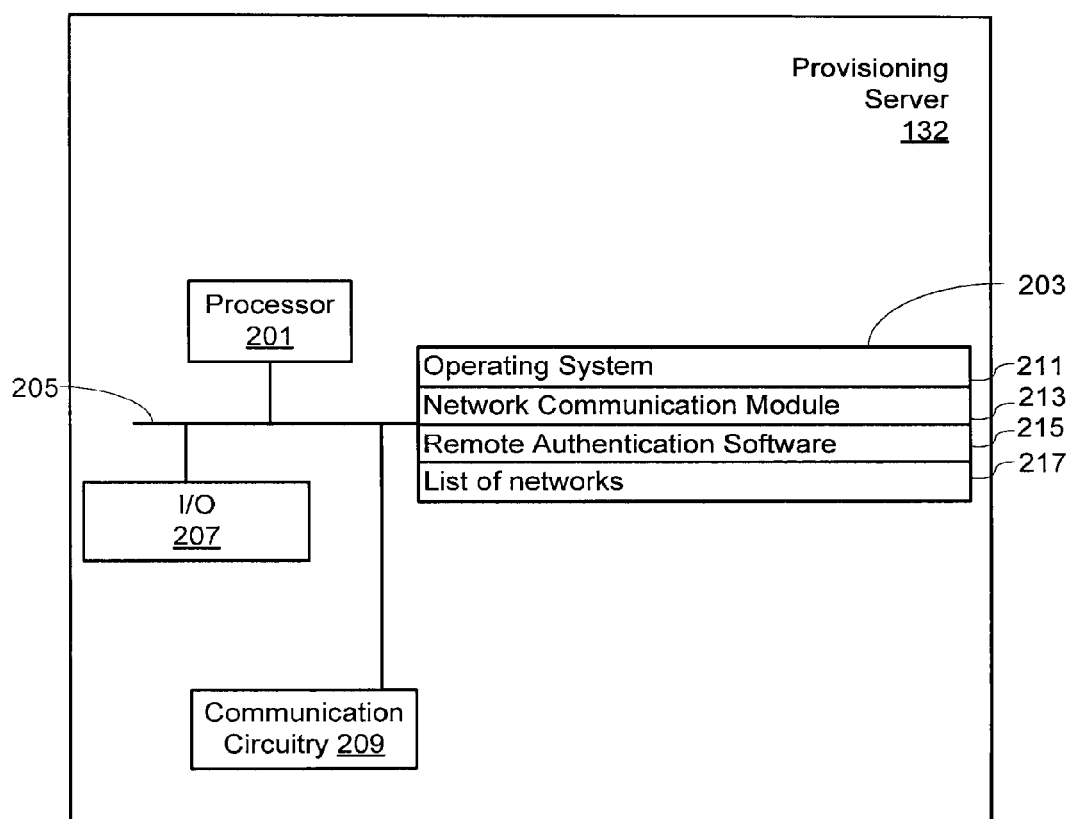 Provisioning
Server
132
Processor
201
203
Operating System
211
205
Network Communication Module
213
Remote Authentication Software
215
List of networks
217
I/O
207
Communication
Circuitry 209